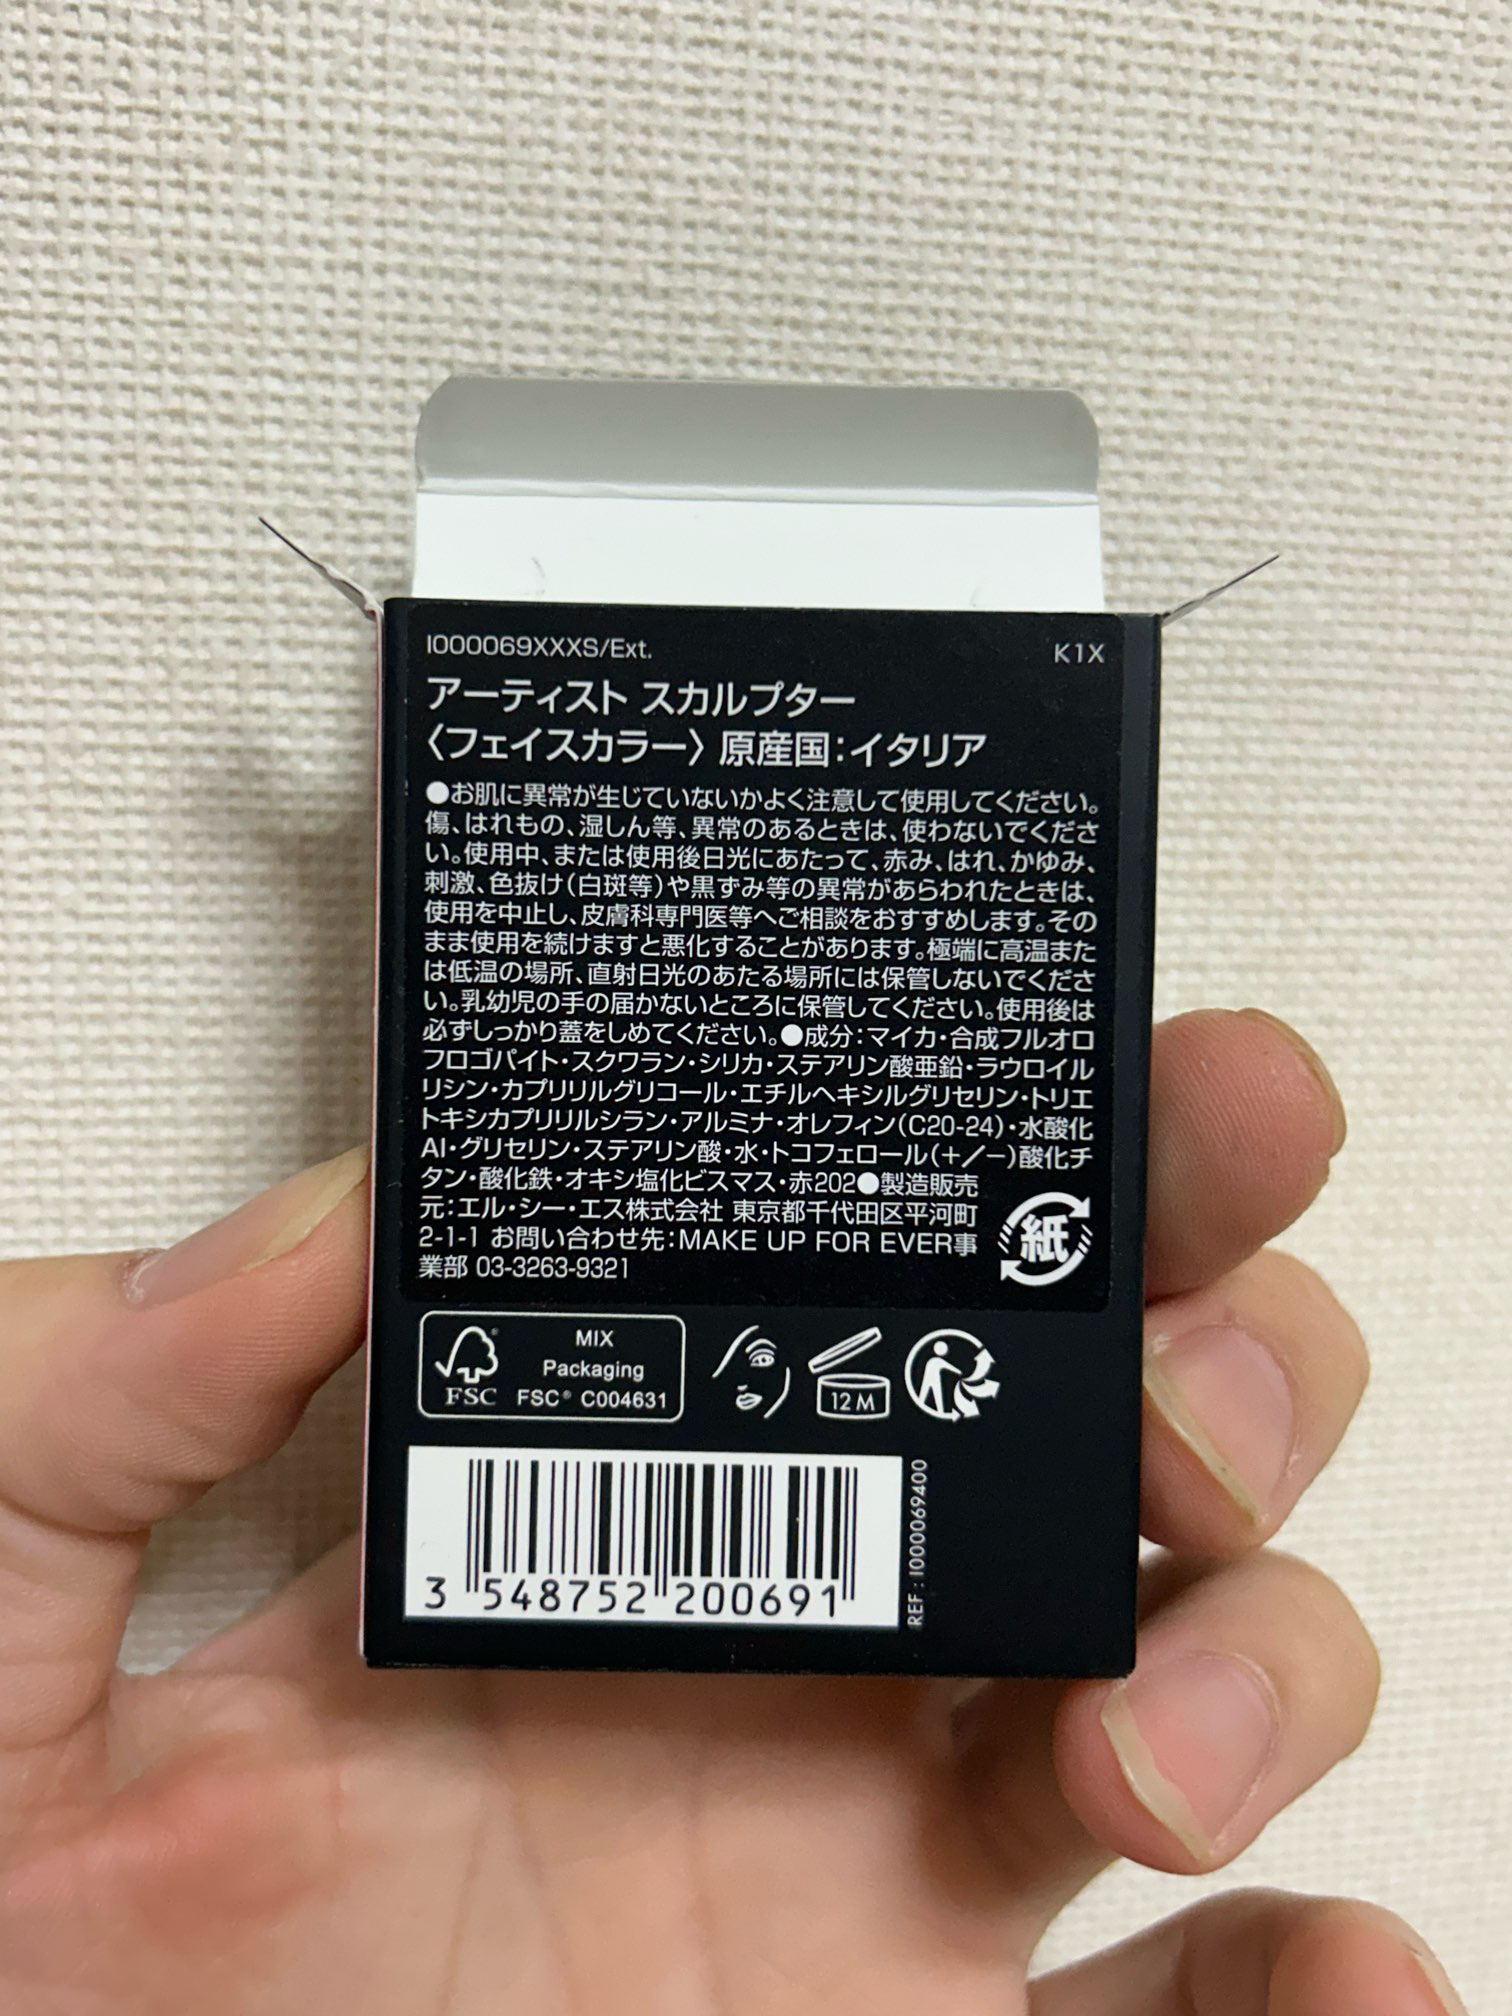 I000069XXXS/Ext.
K1X
アーティスト スカルプター
〈フェイスカラー〉 原産国：イタリア
●お肌に異常が生じていないかよく注意して使用してください。
傷、はれもの、湿しん等、異常のあるときは、使わないでくださ
い。使用中、または使用後日光にあたって、赤み、はれ、かゆみ、
刺激、色抜け（白斑等）や黒ずみ等の異常があらわれたときは、
使用を中止し、皮膚科専門医等へご相談をおすすめします。その
まま使用を続けますと悪化することがあります。極端に高温また
は低温の場所、直射日光のあたる場所には保管しないでくださ
い。乳幼児の手の届かないところに保管してください。使用後は
必ずしっかり蓋をしめてください。●成分：マイカ・合成フルオロ
フロゴパイト・スクワラン・シリカ・ステアリン酸亜鉛・ラウロイル
リシン・カプリリルグリコール・エチルヘキシルグリセリン・トリエ
トキシカプリリルシラン・アルミナ・オレフィン（C20-24）・水酸化
Al・グリセリン・ステアリン酸・水・トコフェロール（＋／－）酸化チ
タン・酸化鉄・オキシ塩化ビスマス・赤202●製造販売
元：エル・シー・エス株式会社 東京都千代田区平河町
2-1-1 お問い合わせ先：MAKE UP FOR EVER事
業部 03-3263-9321
紙
FSC
MIX
Packaging
FSC® C004631
12 M
3 548752 200691
REF : I000069400